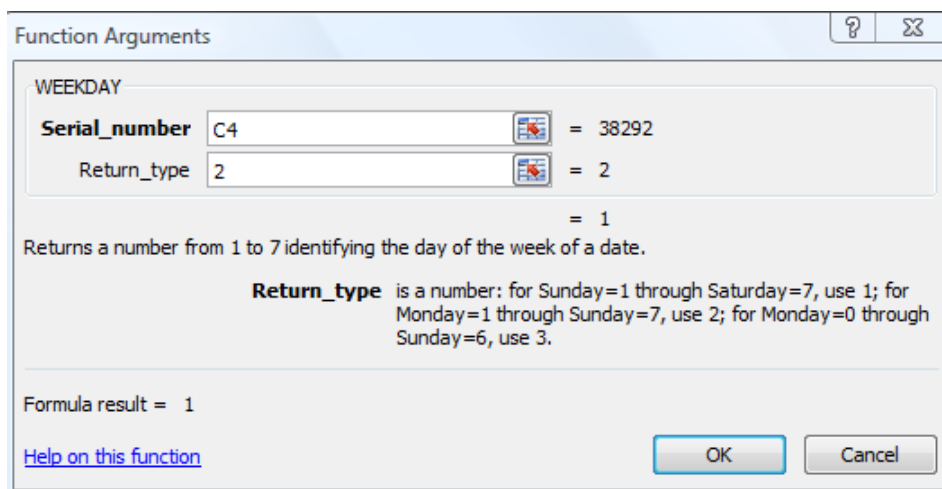 Function Arguments
?
WEEKDAY
Serial_number C4 = 38292
Return_type 2 = 2
= 1
Returns a number from 1 to 7 identifying the day of the week of a date.
Return_type is a number: for Sunday=1 through Saturday=7, use 1; for
Monday=1 through Sunday=7, use 2; for Monday=0 through
Sunday=6, use 3.
Formula result = 1
Help on this function OK Cancel